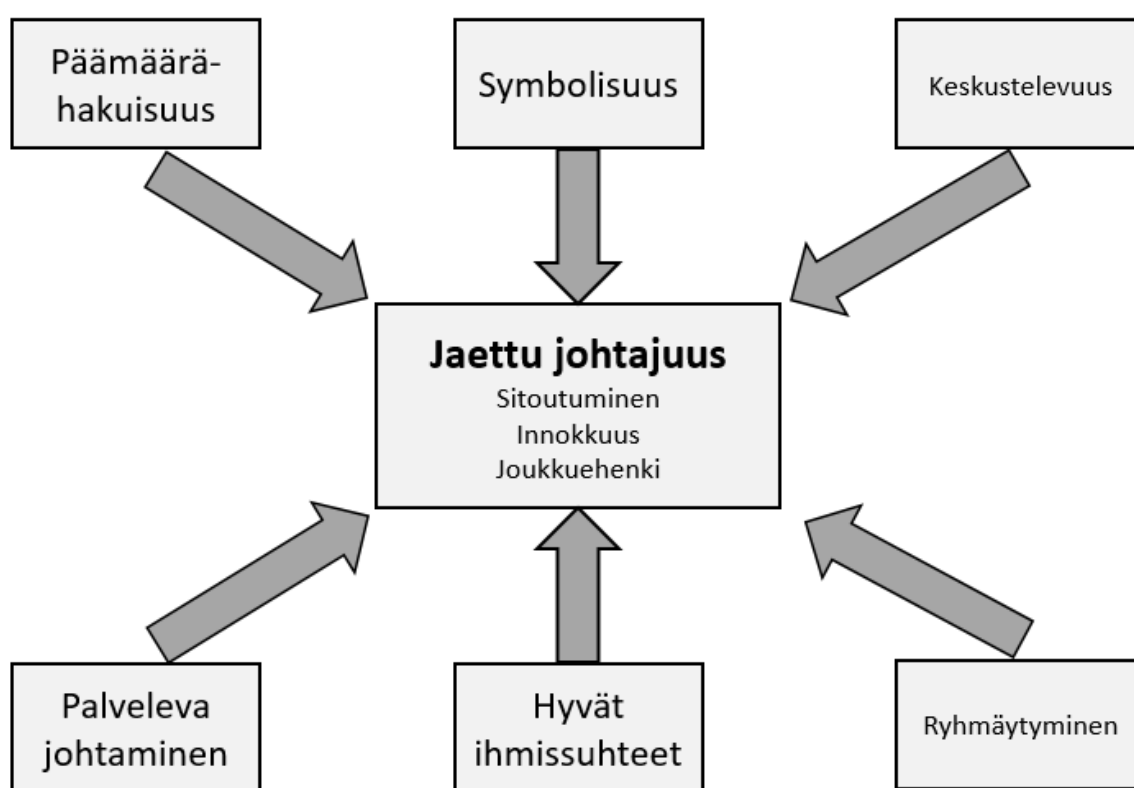 Päämäärä-
hakuisuus
Symbolisuus
Keskustelevuus
Jaettu johtajuus
Sitoutuminen
Innokkuus
Joukkuehenki
Palveleva
johtaminen
Hyvät
ihmissuhteet
Ryhmäytyminen